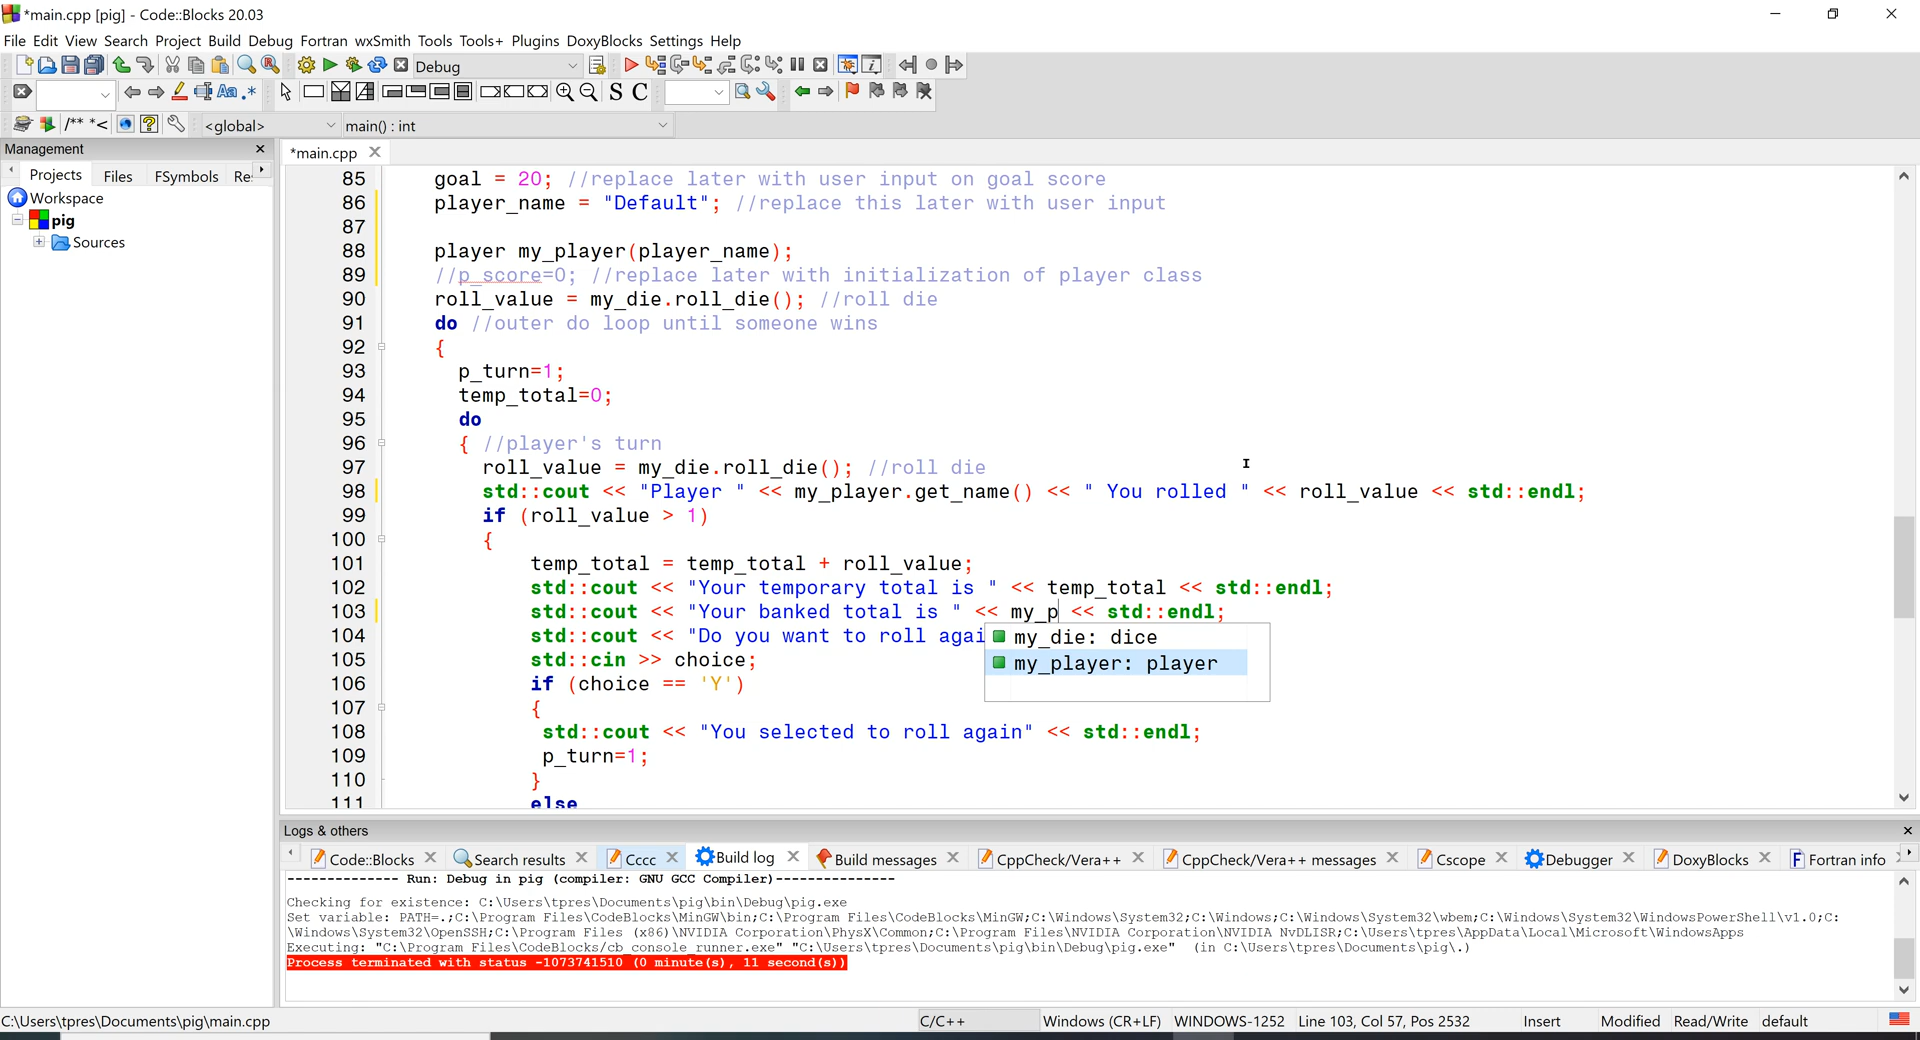 *main.cpp [pig] - Code::Blocks 20.03
File Edit View Search Project Build Debug Fortran wxSmith Tools Tools+ Plugins DoxyBlocks Settings Help
Debug
Aa .* S C
/** *< <global> main() : int
Management
*main.cpp
Projects Files FSymbols Re
Workspace
pig
Sources
85 goal = 20; //replace later with user input on goal score
86 player_name = "Default"; //replace this later with user input
87
88 player my_player(player_name);
89 //p_score=0; //replace later with initialization of player class
90 roll_value = my_die.roll_die(); //roll die
91 do //outer do loop until someone wins
92 {
93 p_turn=1;
94 temp_total=0;
95 do
96 { //player's turn
97 roll_value = my_die.roll_die(); //roll die
98 std::cout << "Player " << my_player.get_name() << " You rolled " << roll_value << std::endl;
99 if (roll_value > 1)
100 {
101 temp_total = temp_total + roll_value;
102 std::cout << "Your temporary total is " << temp_total << std::endl;
103 std::cout << "Your banked total is " << my_p << std::endl;
104 std::cout << "Do you want to roll agai
my_die: dice
my_player: player
105 std::cin >> choice;
106 if (choice == 'Y')
107 {
108 std::cout << "You selected to roll again" << std::endl;
109 p_turn=1;
110 }
111 else
Logs & others
Code::Blocks Search results Cccc Build log Build messages CppCheck/Vera++ CppCheck/Vera++ messages Cscope Debugger DoxyBlocks Fortran info
-------------- Run: Debug in pig (compiler: GNU GCC Compiler)---------------
Checking for existence: C:\Users\tpres\Documents\pig\bin\Debug\pig.exe
Set variable: PATH=.;C:\Program Files\CodeBlocks\MinGW\bin;C:\Program Files\CodeBlocks\MinGW;C:\Windows\System32;C:\Windows;C:\Windows\System32\wbem;C:\Windows\System32\WindowsPowerShell\v1.0;C:
\Windows\System32\OpenSSH;C:\Program Files (x86)\NVIDIA Corporation\PhysX\Common;C:\Program Files\NVIDIA Corporation\NVIDIA NvDLISR;C:\Users\tpres\AppData\Local\Microsoft\WindowsApps
Executing: "C:\Program Files\CodeBlocks/cb_console_runner.exe" "C:\Users\tpres\Documents\pig\bin\Debug\pig.exe" (in C:\Users\tpres\Documents\pig\.)
Process terminated with status -1073741510 (0 minute(s), 11 second(s))
C:\Users\tpres\Documents\pig\main.cpp C/C++ Windows (CR+LF) WINDOWS-1252 Line 103, Col 57, Pos 2532 Insert Modified Read/Write default